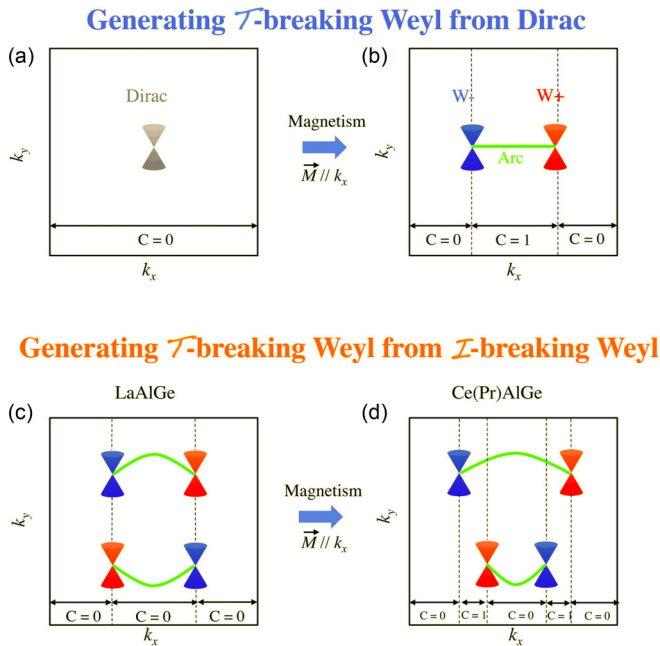 Generating 𝒯-breaking Weyl from Dirac
(a)
(b)
Dirac
W-
W+
Magnetism
M // kx
Arc
ky
ky
C = 0
C = 0
C = 1
C = 0
kx
kx
Generating 𝒯-breaking Weyl from ℐ-breaking Weyl
LaAlGe
Ce(Pr)AlGe
(c)
(d)
Magnetism
M // kx
ky
ky
C = 0
C = 0
C = 0
C = 0
C = 1
C = 0
C = 1
C = 0
kx
kx